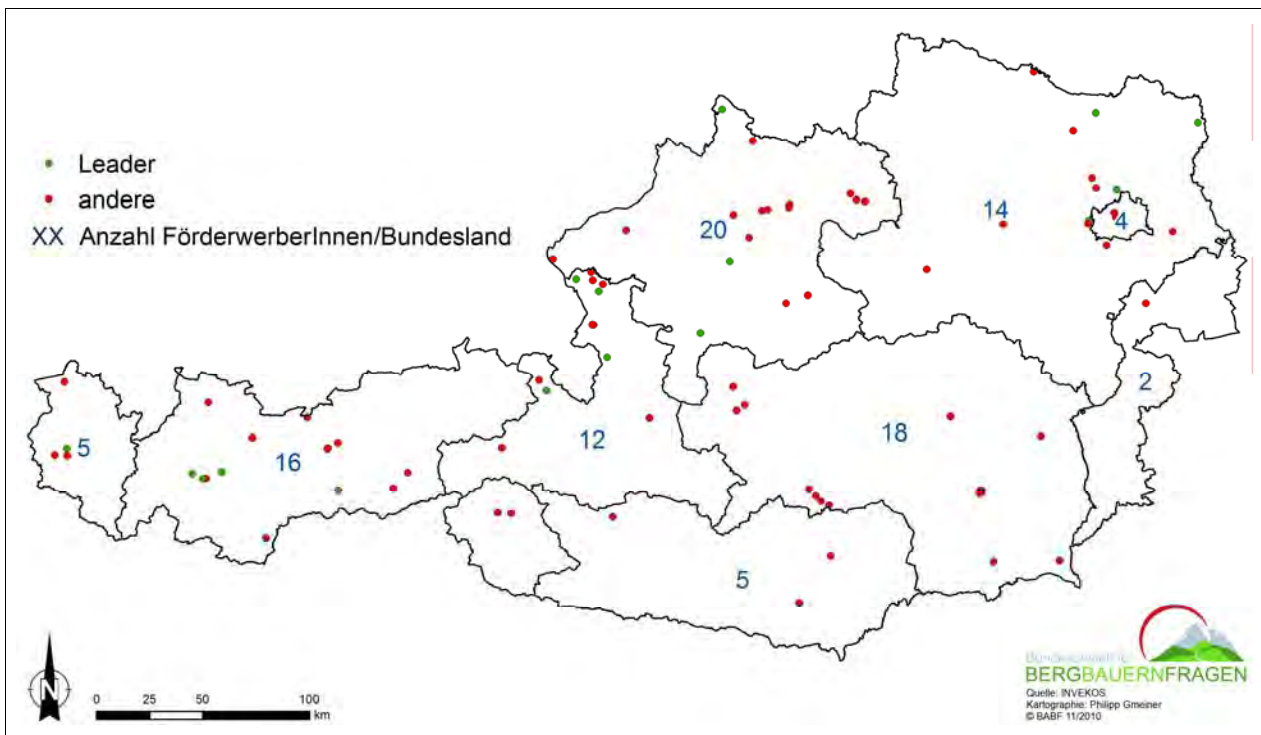 Leader
andere
XX Anzahl FörderwerberInnen/Bundesland
20
14
4
2
5
16
12
18
5
N
0 25 50 100
km
BERGBAUERNFRAGEN
Quelle: INVEKOS
Kartographie: Philipp Gmeiner
© BABF 11/2010